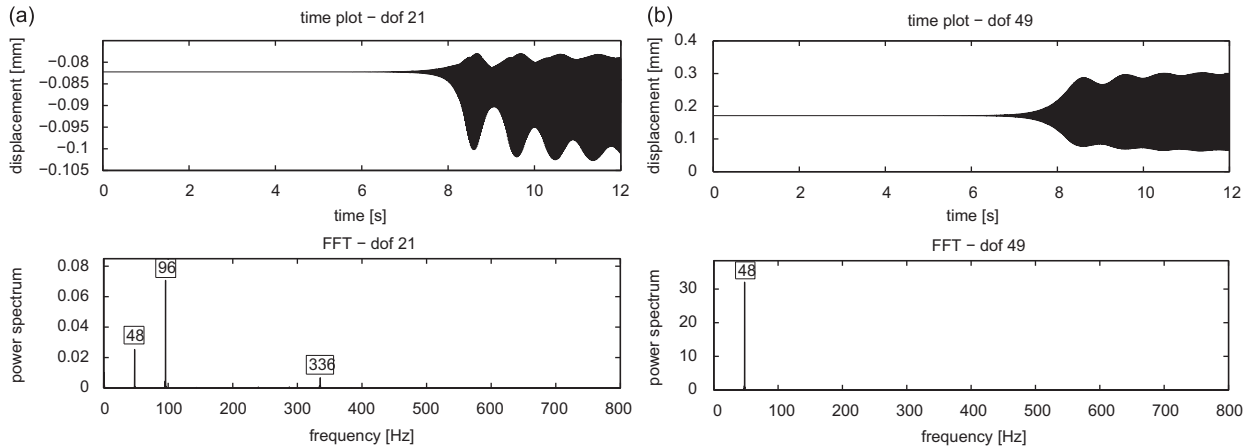 (a)
time plot – dof 21
displacement [mm]
−0.08
−0.085
−0.09
−0.095
−0.1
−0.105
0 2 4 6 8 10 12
time [s]
FFT – dof 21
power spectrum
0.08
0.06
0.04
0.02
0
48
96
336
0 100 200 300 400 500 600 700 800
frequency [Hz]
(b)
time plot – dof 49
displacement [mm]
0.4
0.3
0.2
0.1
0
0 2 4 6 8 10 12
time [s]
FFT – dof 49
power spectrum
30
20
10
0
48
0 100 200 300 400 500 600 700 800
frequency [Hz]